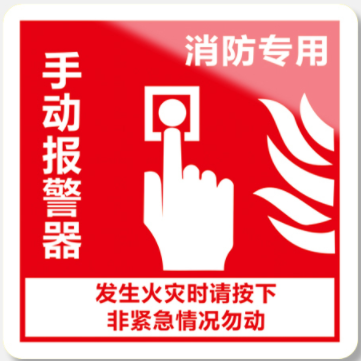 消防专用
手动报警器
发生火灾时请按下
非紧急情况勿动